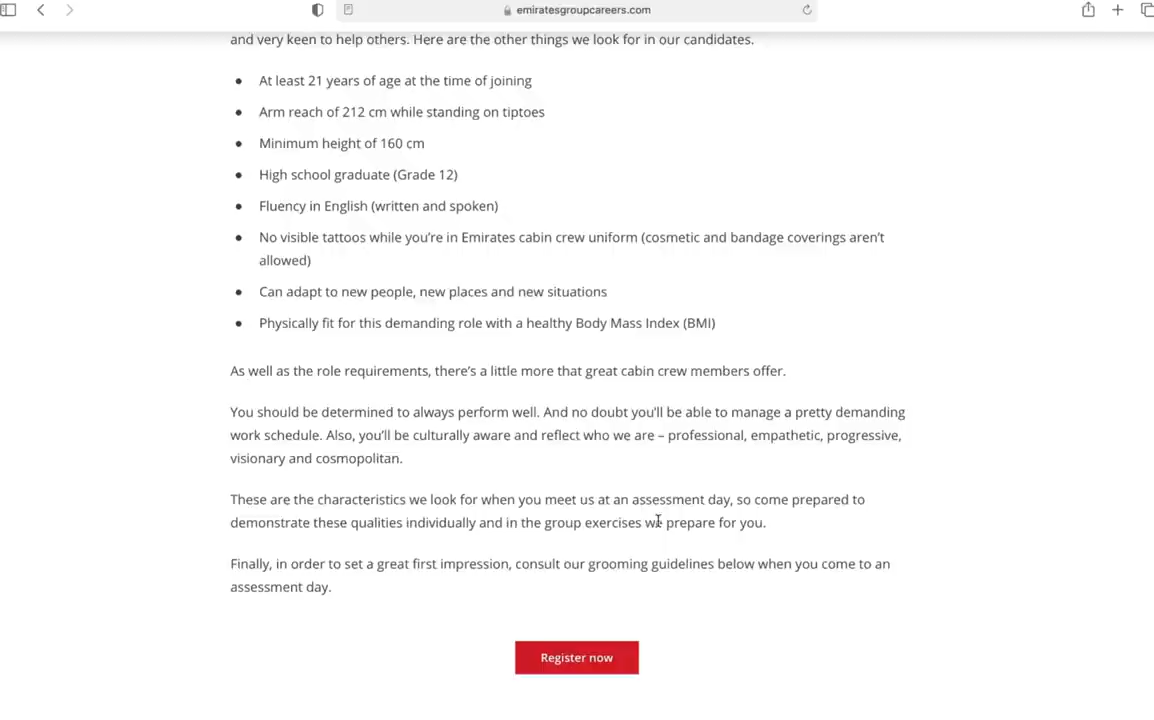 emiratesgroupcareers.com
and very keen to help others. Here are the other things we look for in our candidates.
At least 21 years of age at the time of joining
Arm reach of 212 cm while standing on tiptoes
Minimum height of 160 cm
High school graduate (Grade 12)
Fluency in English (written and spoken)
No visible tattoos while you're in Emirates cabin crew uniform (cosmetic and bandage coverings aren't
allowed)
Can adapt to new people, new places and new situations
Physically fit for this demanding role with a healthy Body Mass Index (BMI)
As well as the role requirements, there's a little more that great cabin crew members offer.
You should be determined to always perform well. And no doubt you'll be able to manage a pretty demanding
work schedule. Also, you'll be culturally aware and reflect who we are – professional, empathetic, progressive,
visionary and cosmopolitan.
These are the characteristics we look for when you meet us at an assessment day, so come prepared to
demonstrate these qualities individually and in the group exercises we prepare for you.
Finally, in order to set a great first impression, consult our grooming guidelines below when you come to an
assessment day.
Register now